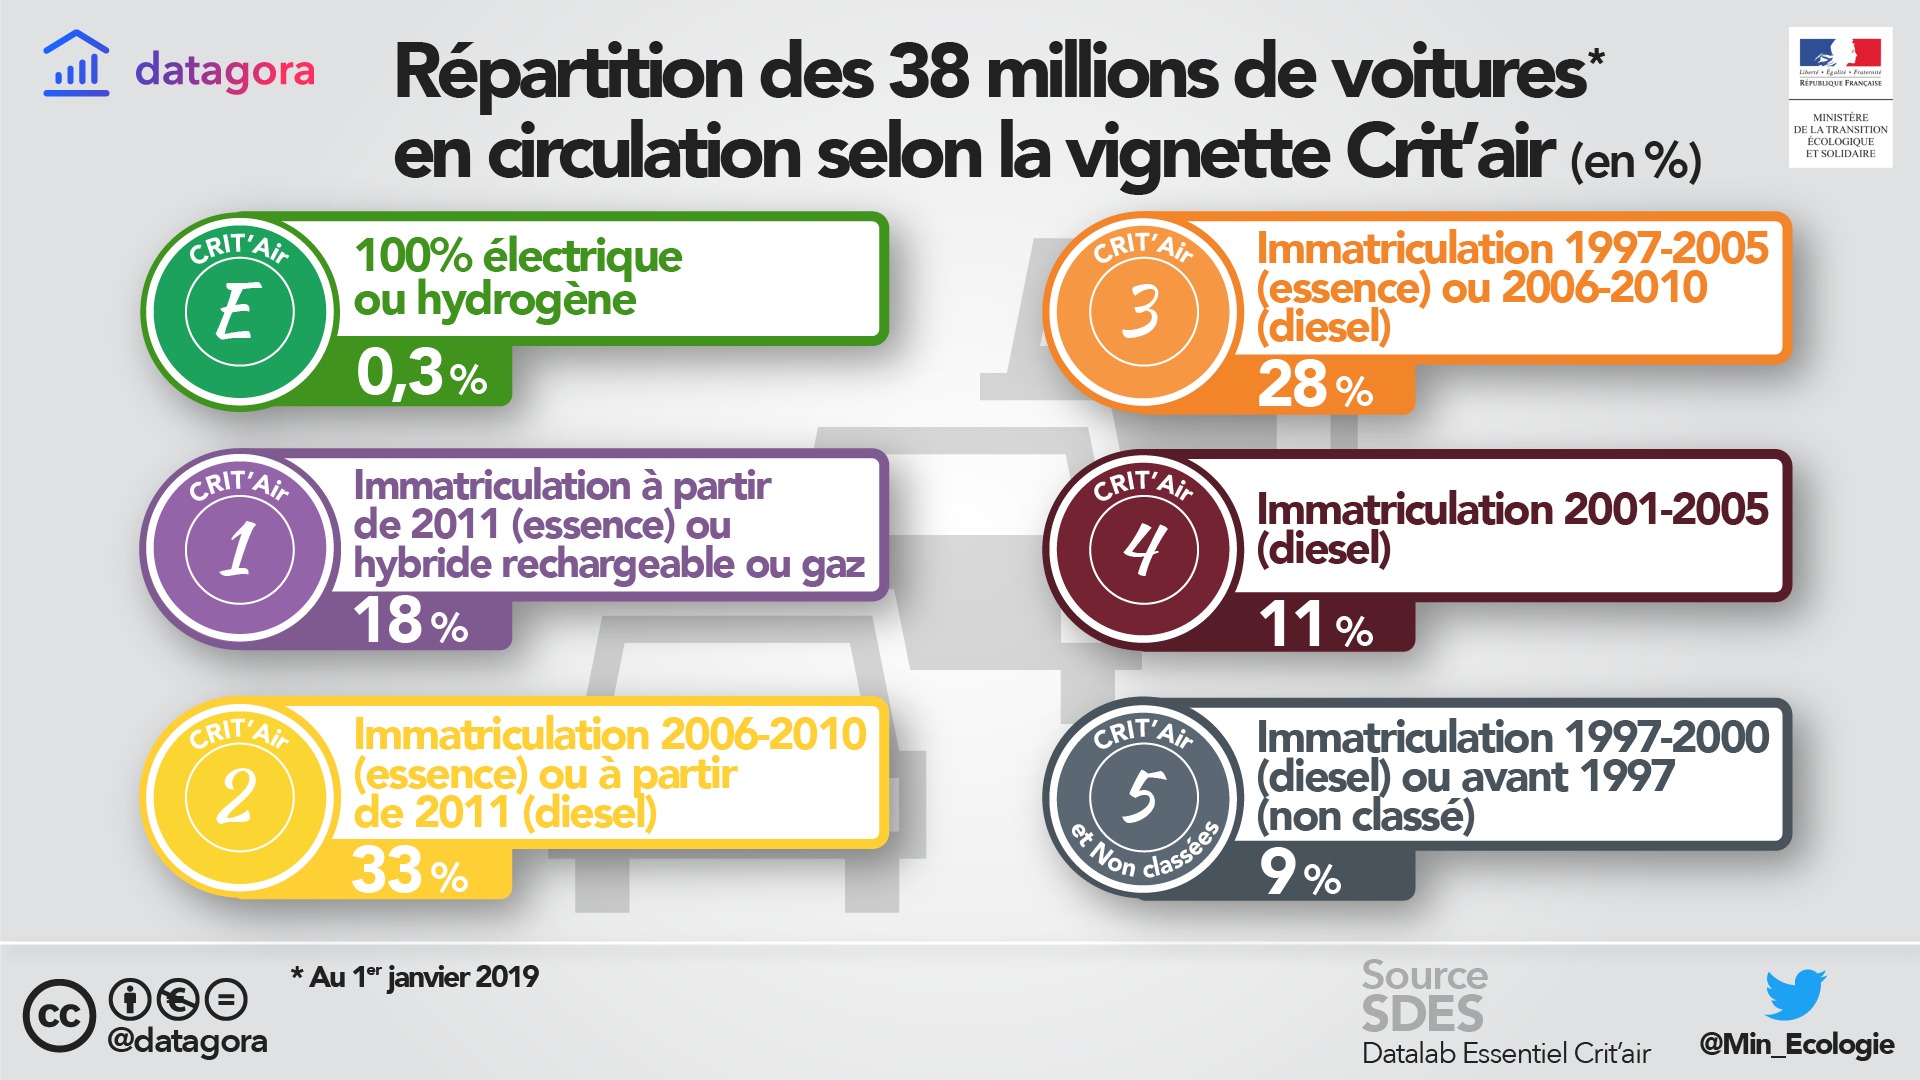 datagora
Répartition des 38 millions de voitures*
en circulation selon la vignette Crit'air (en %)
Liberté • Égalité • Fraternité
RÉPUBLIQUE FRANÇAISE
MINISTÈRE
DE LA TRANSITION
ÉCOLOGIQUE
ET SOLIDAIRE
CRIT'Air
E
100% électrique
ou hydrogène
0,3 %
CRIT'Air
1
Immatriculation à partir
de 2011 (essence) ou
hybride rechargeable ou gaz
18 %
CRIT'Air
2
Immatriculation 2006-2010
(essence) ou à partir
de 2011 (diesel)
33 %
CRIT'Air
3
Immatriculation 1997-2005
(essence) ou 2006-2010
(diesel)
28 %
CRIT'Air
4
Immatriculation 2001-2005
(diesel)
11 %
CRIT'Air
5
et Non classées
Immatriculation 1997-2000
(diesel) ou avant 1997
(non classé)
9 %
* Au 1er janvier 2019
cc
@datagora
Source
SDES
Datalab Essentiel Crit'air
@Min_Ecologie